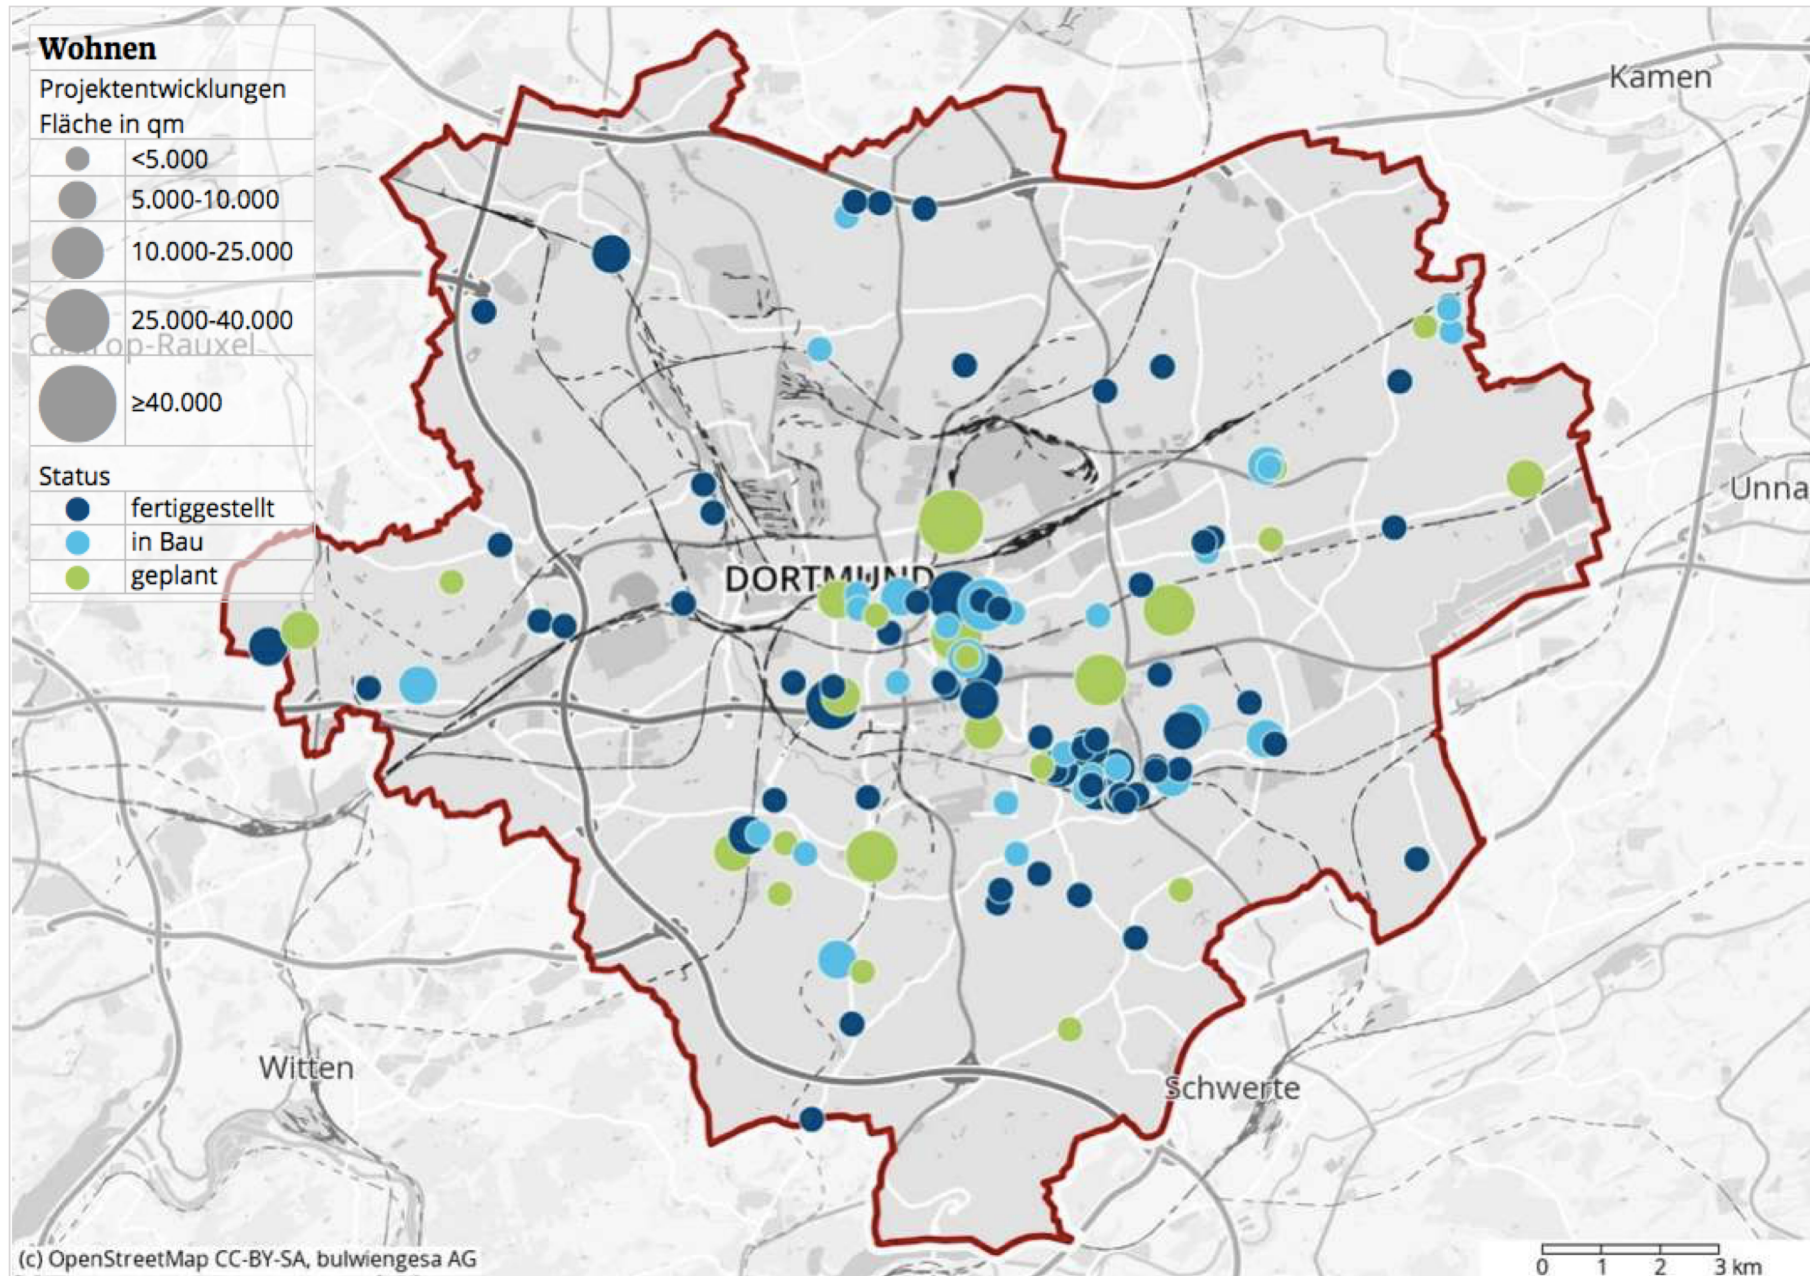 Wohnen
Projektentwicklungen
Fläche in qm
<5.000
5.000-10.000
10.000-25.000
25.000-40.000
Castrop-Rauxel
≥40.000
Status
fertiggestellt
in Bau
geplant
Kamen
Unna
DORTMUND
Witten
Schwerte
(c) OpenStreetMap CC-BY-SA, bulwiengesa AG
0 1 2 3 km